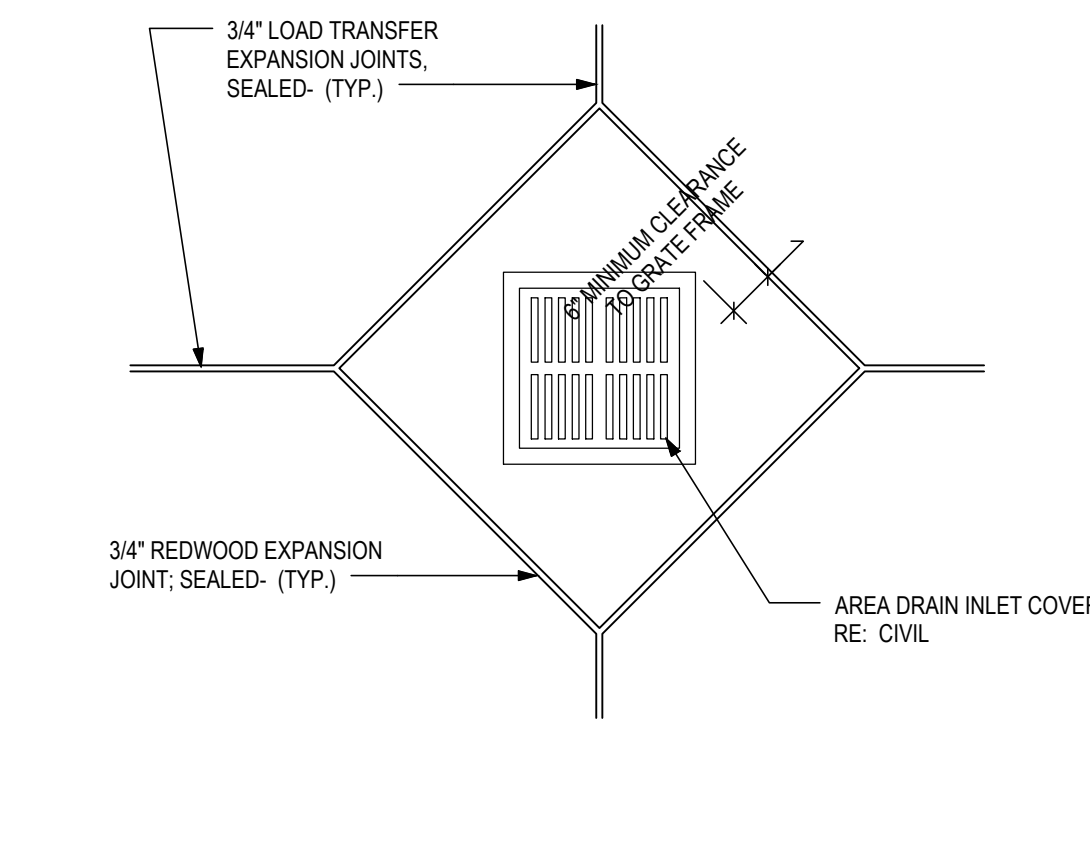 3/4" LOAD TRANSFER
EXPANSION JOINTS,
SEALED- (TYP.)
6" MINIMUM CLEARANCE
TO GRATE FRAME
3/4" REDWOOD EXPANSION
JOINT; SEALED- (TYP.)
AREA DRAIN INLET COVER
RE: CIVIL